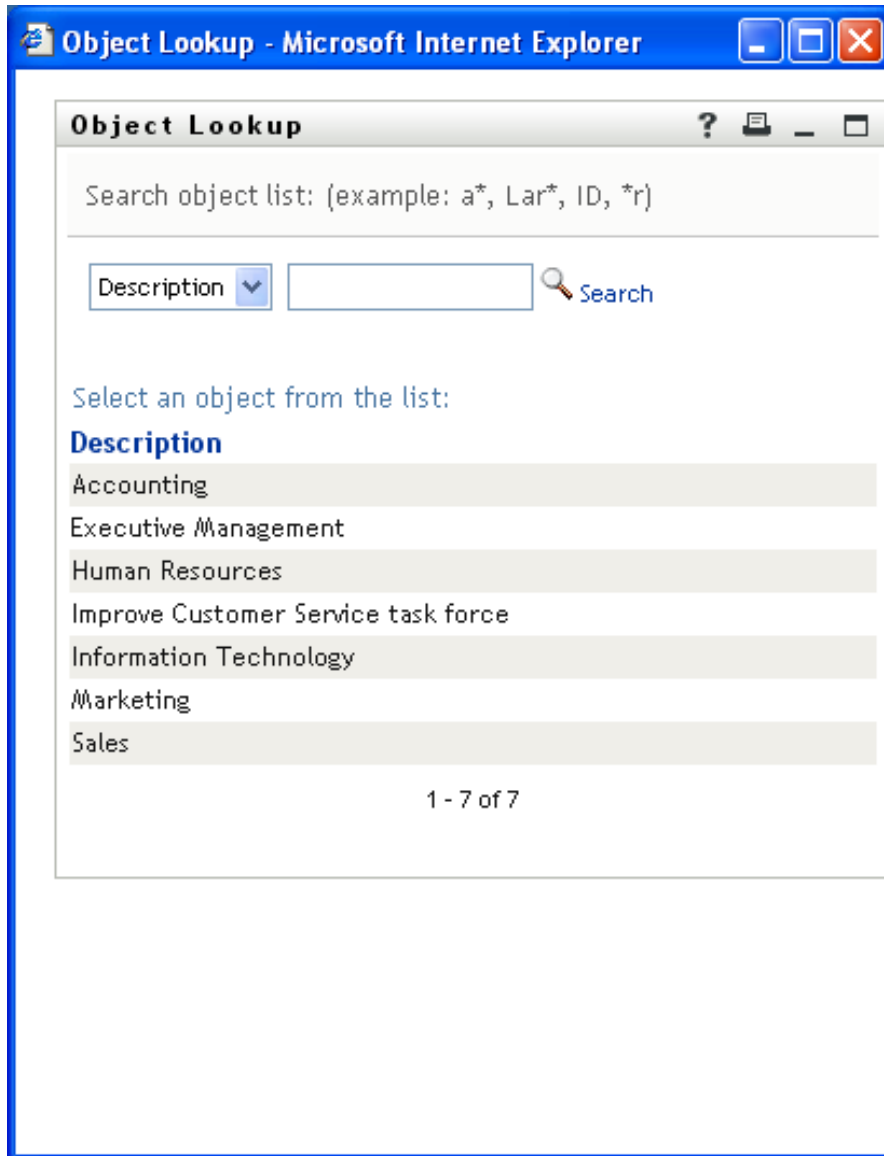 Object Lookup - Microsoft Internet Explorer
Object Lookup
Search object list: (example: a*, Lar*, ID, *r)
Description Search
Select an object from the list:
Description
Accounting
Executive Management
Human Resources
Improve Customer Service task force
Information Technology
Marketing
Sales
1 - 7 of 7